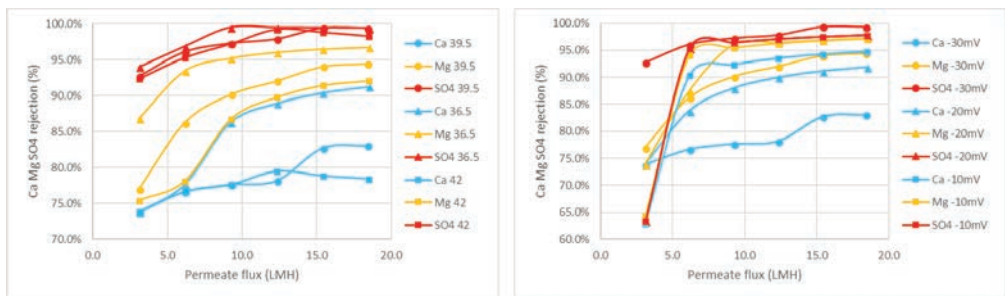 Ca Mg SO4 rejection (%)
100.0%
95.0%
90.0%
85.0%
80.0%
75.0%
70.0%
0.0 5.0 10.0 15.0 20.0
Permeate flux (LMH)
Ca 39.5
Mg 39.5
SO4 39.5
Ca 36.5
Mg 36.5
SO4 36.5
Ca 42
Mg 42
SO4 42
Ca Mg SO4 rejection (%)
100.0%
95.0%
90.0%
85.0%
80.0%
75.0%
70.0%
65.0%
60.0%
0.0 5.0 10.0 15.0 20.0
Permeate flux (LMH)
Ca -30mV
Mg -30mV
SO4 -30mV
Ca -20mV
Mg -20mV
SO4 -20mV
Ca -10mV
Mg -10mV
SO4 -10mV